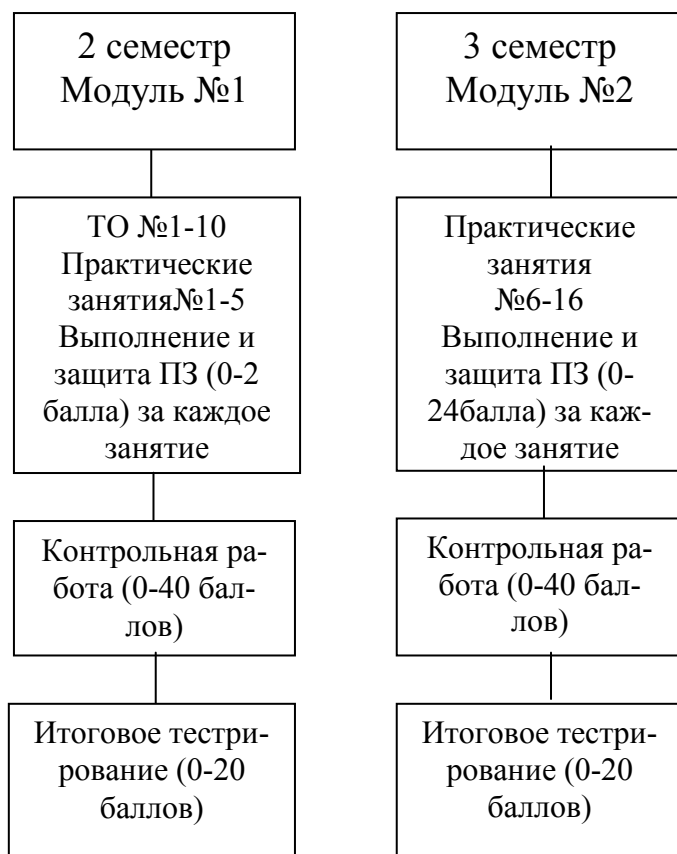 2 семестр
Модуль №1
ТО №1-10
Практические
занятия№1-5
Выполнение и
защита ПЗ (0-2
балла) за каждое
занятие
Контрольная ра-
бота (0-40 бал-
лов)
Итоговое тестри-
рование (0-20
баллов)
3 семестр
Модуль №2
Практические
занятия
№6-16
Выполнение и
защита ПЗ (0-
24балла) за каж-
дое занятие
Контрольная ра-
бота (0-40 бал-
лов)
Итоговое тестри-
рование (0-20
баллов)